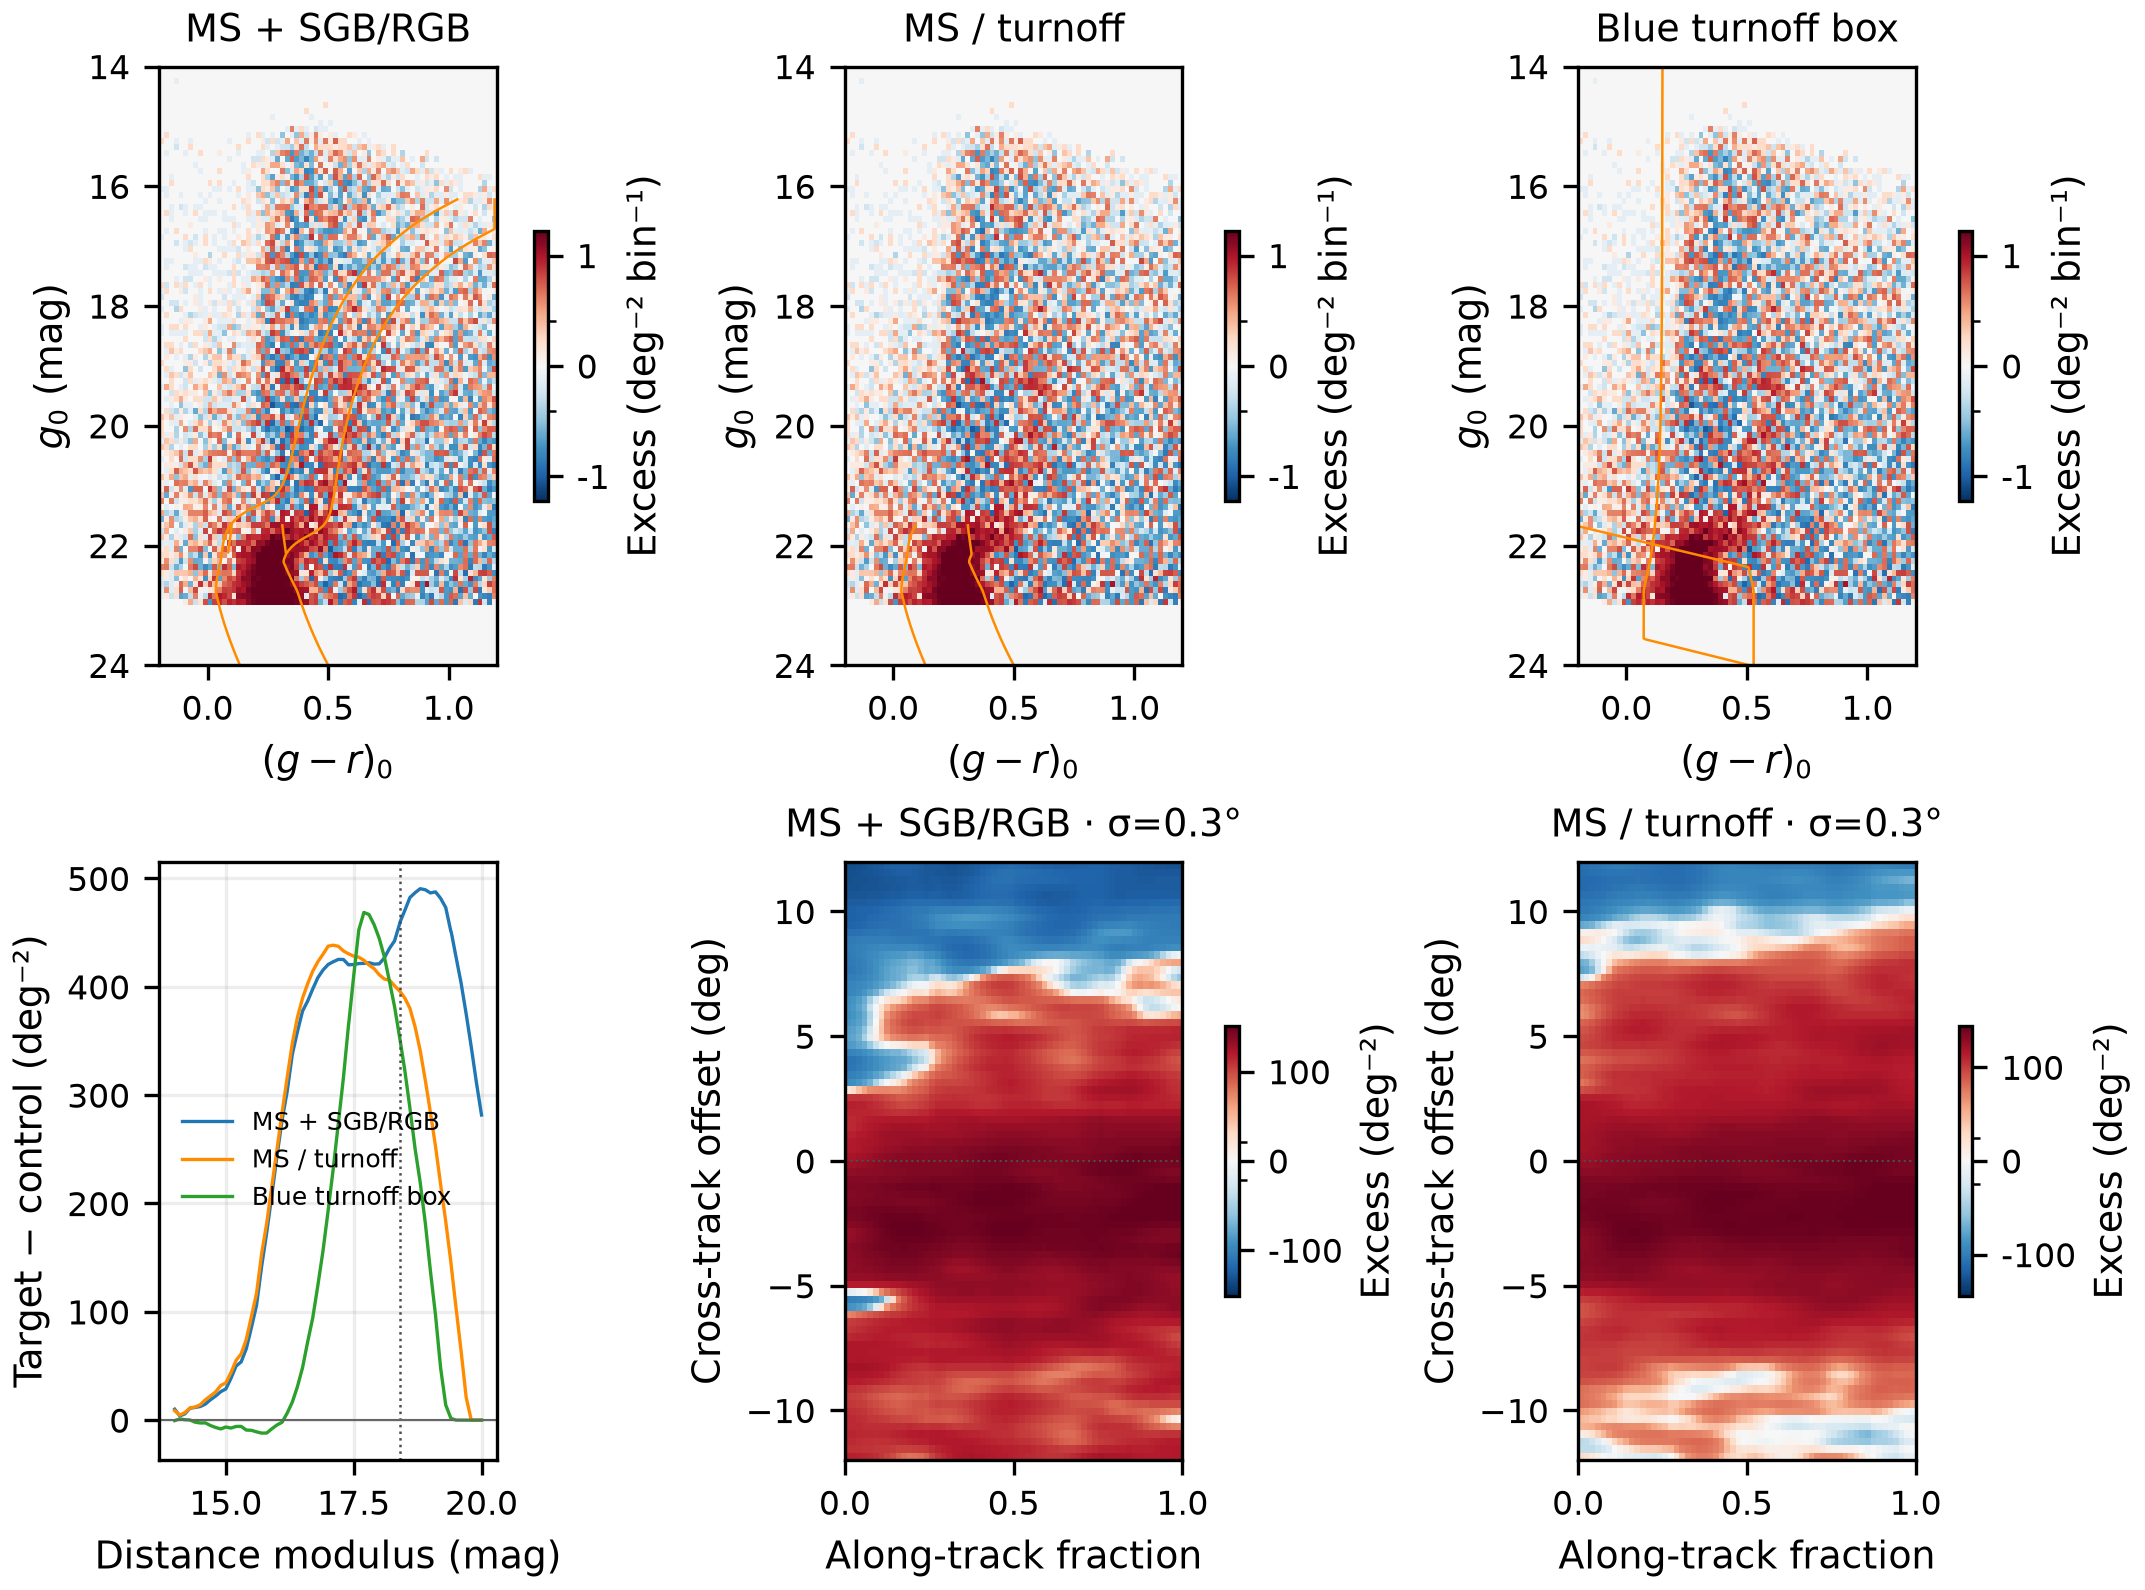 MS + SGB/RGB
MS / turnoff
Blue turnoff box
14
16
18
20
22
24
g₀ (mag)
0.0
0.5
1.0
(g − r)₀
1
0
-1
Excess (deg⁻² bin⁻¹)
14
16
18
20
22
24
g₀ (mag)
0.0
0.5
1.0
(g − r)₀
1
0
-1
Excess (deg⁻² bin⁻¹)
14
16
18
20
22
24
g₀ (mag)
0.0
0.5
1.0
(g − r)₀
1
0
-1
Excess (deg⁻² bin⁻¹)
500
400
300
200
100
0
Target − control (deg⁻²)
MS + SGB/RGB
MS / turnoff
Blue turnoff box
15.0
17.5
20.0
Distance modulus (mag)
MS + SGB/RGB · σ=0.3°
10
5
0
−5
−10
Cross-track offset (deg)
0.0
0.5
1.0
Along-track fraction
100
0
-100
Excess (deg⁻²)
MS / turnoff · σ=0.3°
10
5
0
−5
−10
Cross-track offset (deg)
0.0
0.5
1.0
Along-track fraction
100
0
-100
Excess (deg⁻²)